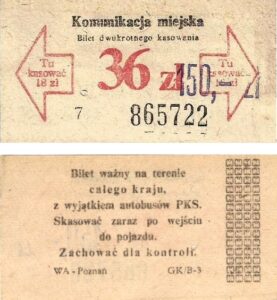 Komunikacja miejska
Bilet dwukrotnego kasowania
Tu kasować 18 zł
36 zł
150,- zł
Tu kasować 18 zł
7
865722
Bilet ważny na terenie
całego kraju,
z wyjątkiem autobusów PKS.
Skasować zaraz po wejściu
do pojazdu.
Zachować dla kontroli.
WA - Poznań GK/B-3